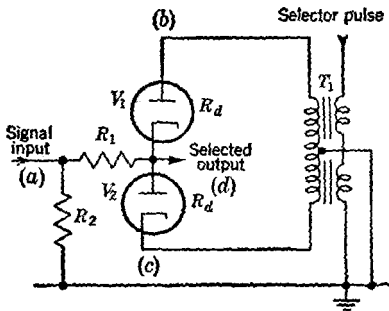 Selector pulse
(b)
T1
V1
Rd
Signal input
R1
Selected output
(a)
(d)
V2
Rd
R2
(c)